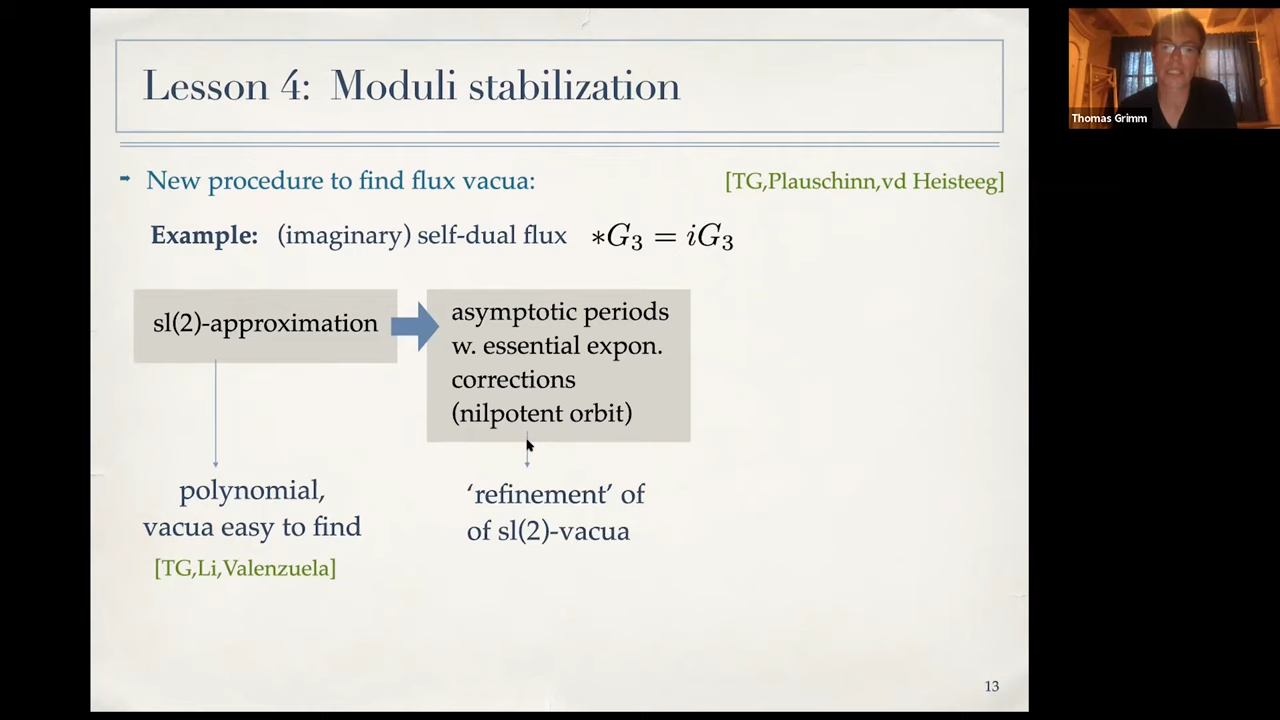 Lesson 4: Moduli stabilization
➨ New procedure to find flux vacua: [TG,Plauschinn,vd Heisteeg]
Example: (imaginary) self-dual flux ∗G₃ = iG₃
sl(2)-approximation
asymptotic periods
w. essential expon.
corrections
(nilpotent orbit)
polynomial,
vacua easy to find
[TG,Li,Valenzuela]
‘refinement’ of
of sl(2)-vacua
13
Thomas Grimm